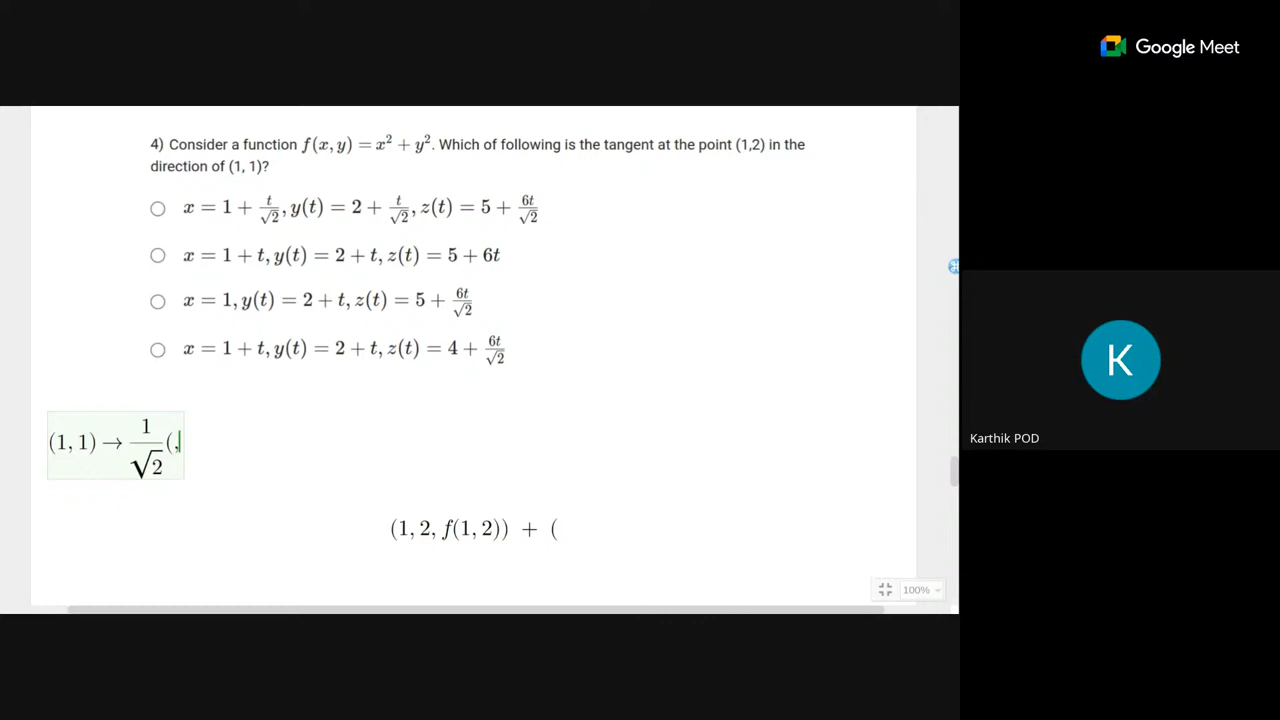 Google Meet
4) Consider a function f(x, y) = x² + y². Which of following is the tangent at the point (1,2) in the
direction of (1, 1)?
x = 1 + t/√2, y(t) = 2 + t/√2, z(t) = 5 + 6t/√2
x = 1 + t, y(t) = 2 + t, z(t) = 5 + 6t
x = 1, y(t) = 2 + t, z(t) = 5 + 6t/√2
x = 1 + t, y(t) = 2 + t, z(t) = 4 + 6t/√2
(1, 1) → 1/√2 (,
(1, 2, f(1, 2)) + (
100%
K
Karthik POD